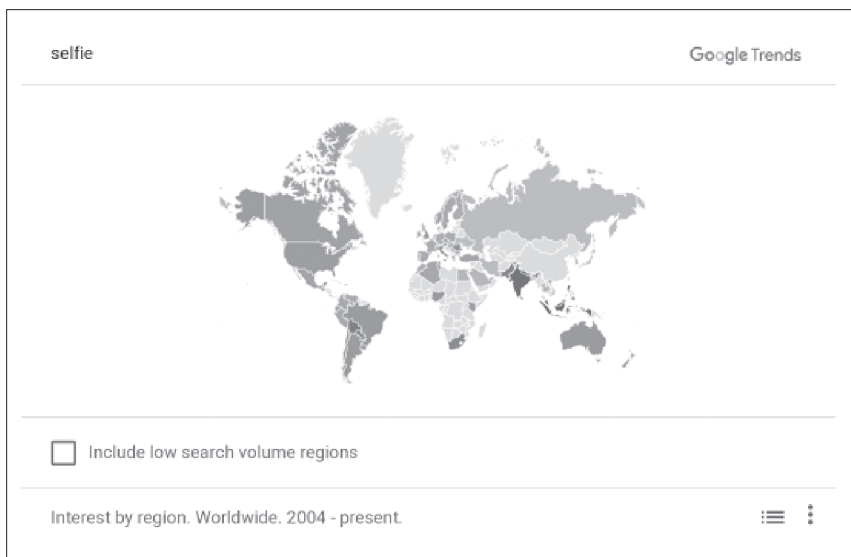 selfie
Google Trends
Include low search volume regions
Interest by region. Worldwide. 2004 - present.